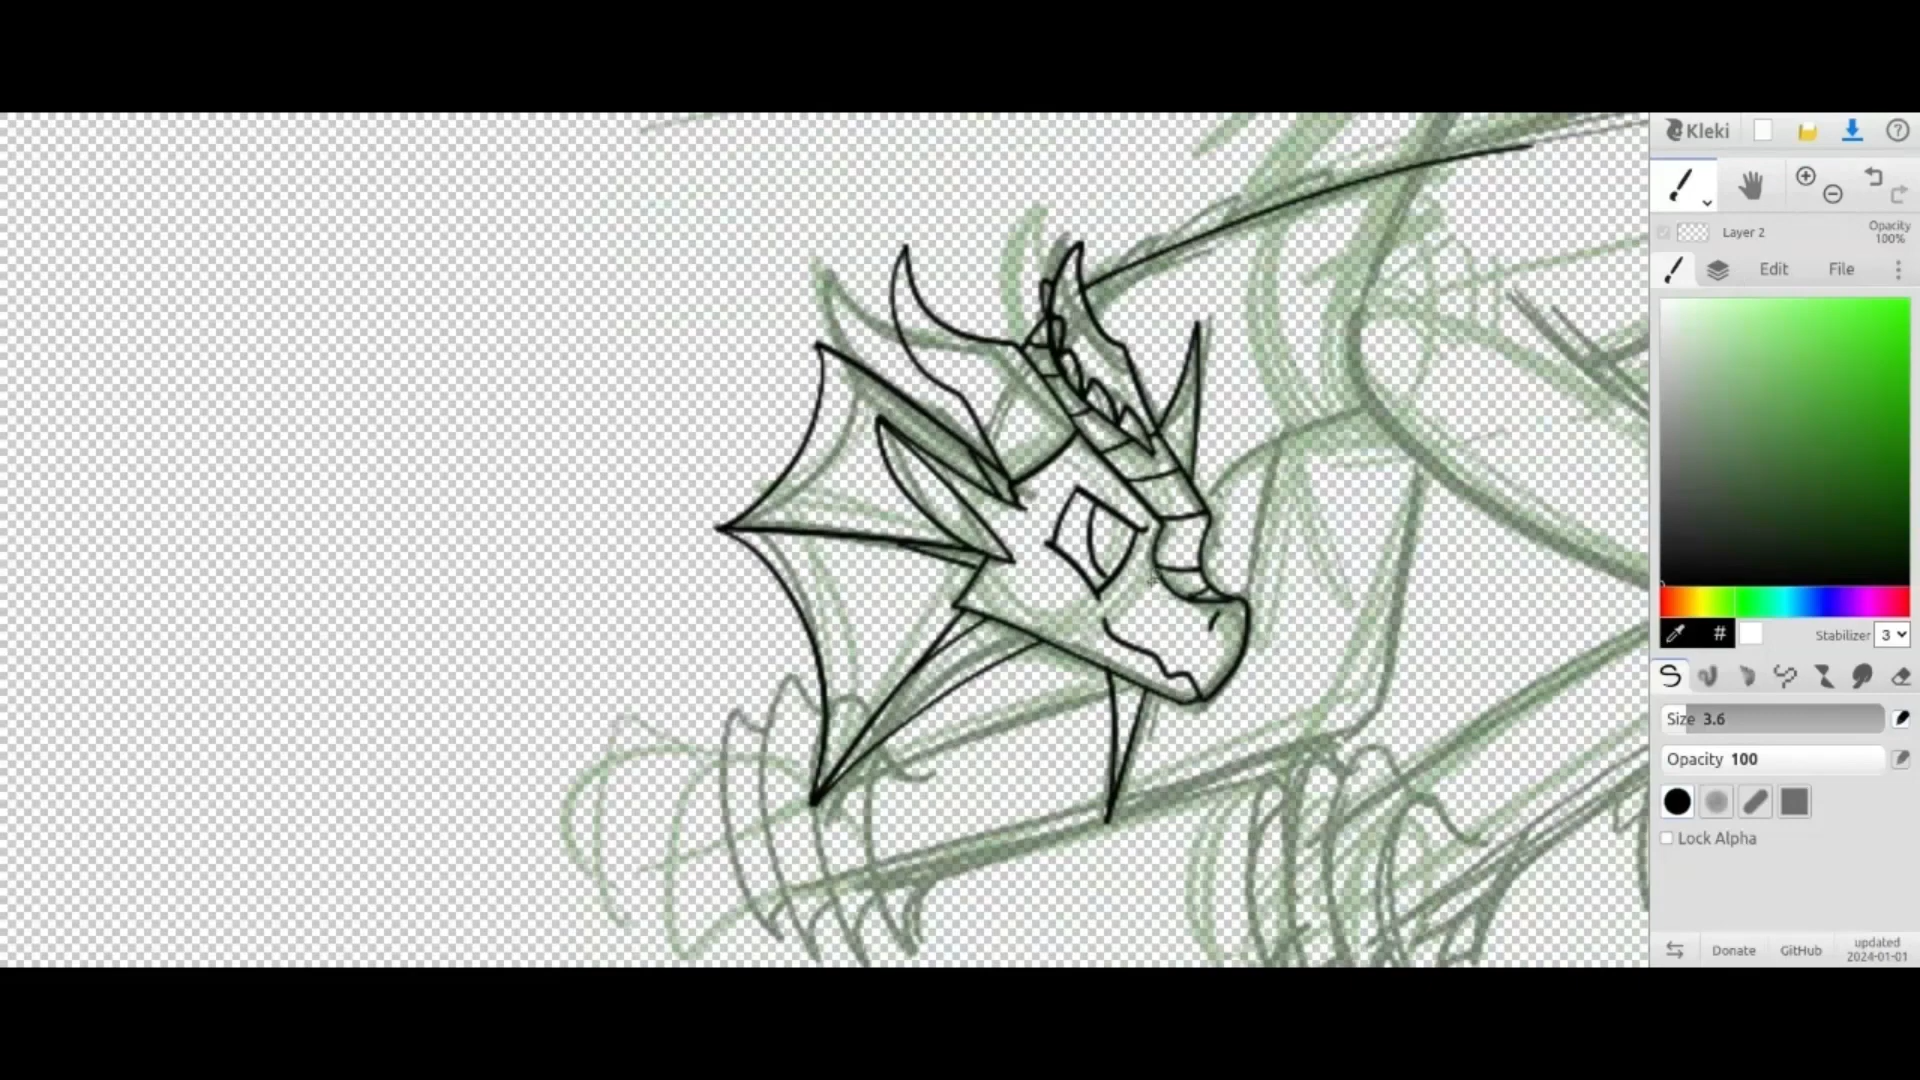 Kleki
Layer 2
Opacity
100%
Edit
File
#
Stabilizer
3
Size 3.6
Opacity 100
Lock Alpha
Donate
GitHub
updated
2024-01-01